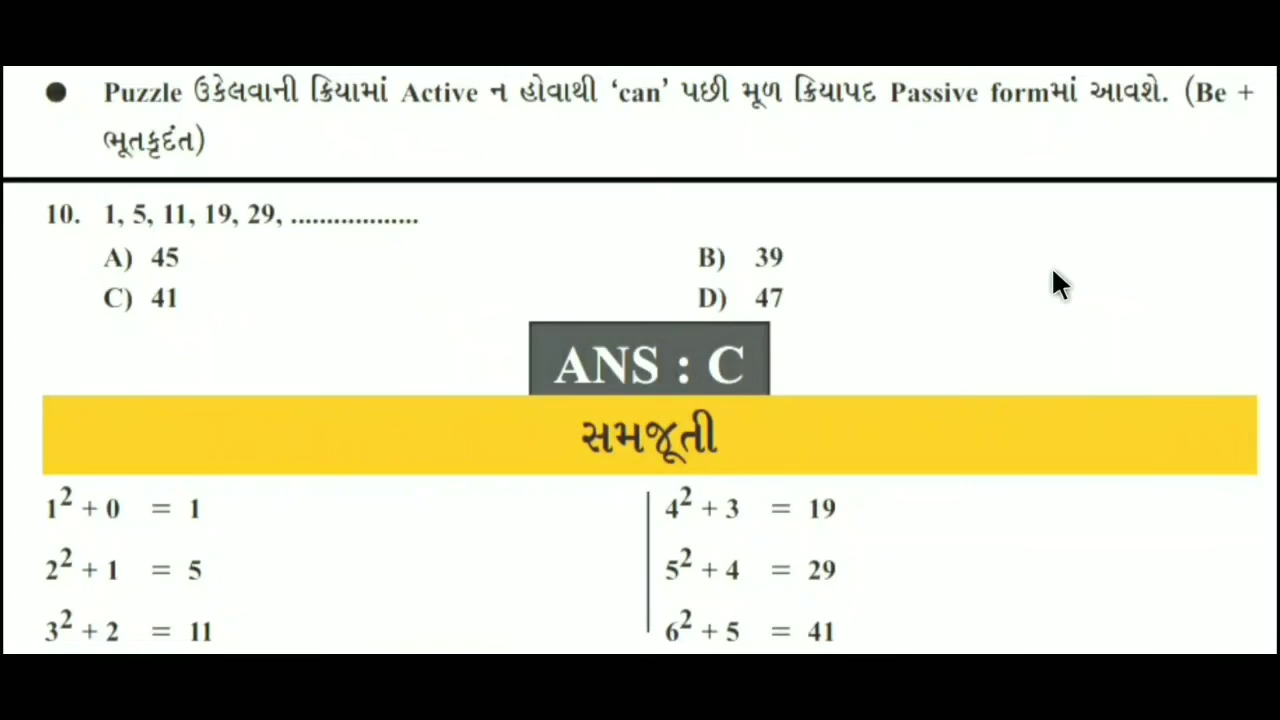 ● Puzzle ઉકેલવાની ક્રિયામાં Active ન હોવાથી ‘can’ પછી મૂળ ક્રિયાપદ Passive formમાં આવશે. (Be +
ભૂતકૃદંત)
10. 1, 5, 11, 19, 29, ..................
A) 45 B) 39
C) 41 D) 47
ANS : C
સમજૂતી
1² + 0 = 1
2² + 1 = 5
3² + 2 = 11
4² + 3 = 19
5² + 4 = 29
6² + 5 = 41